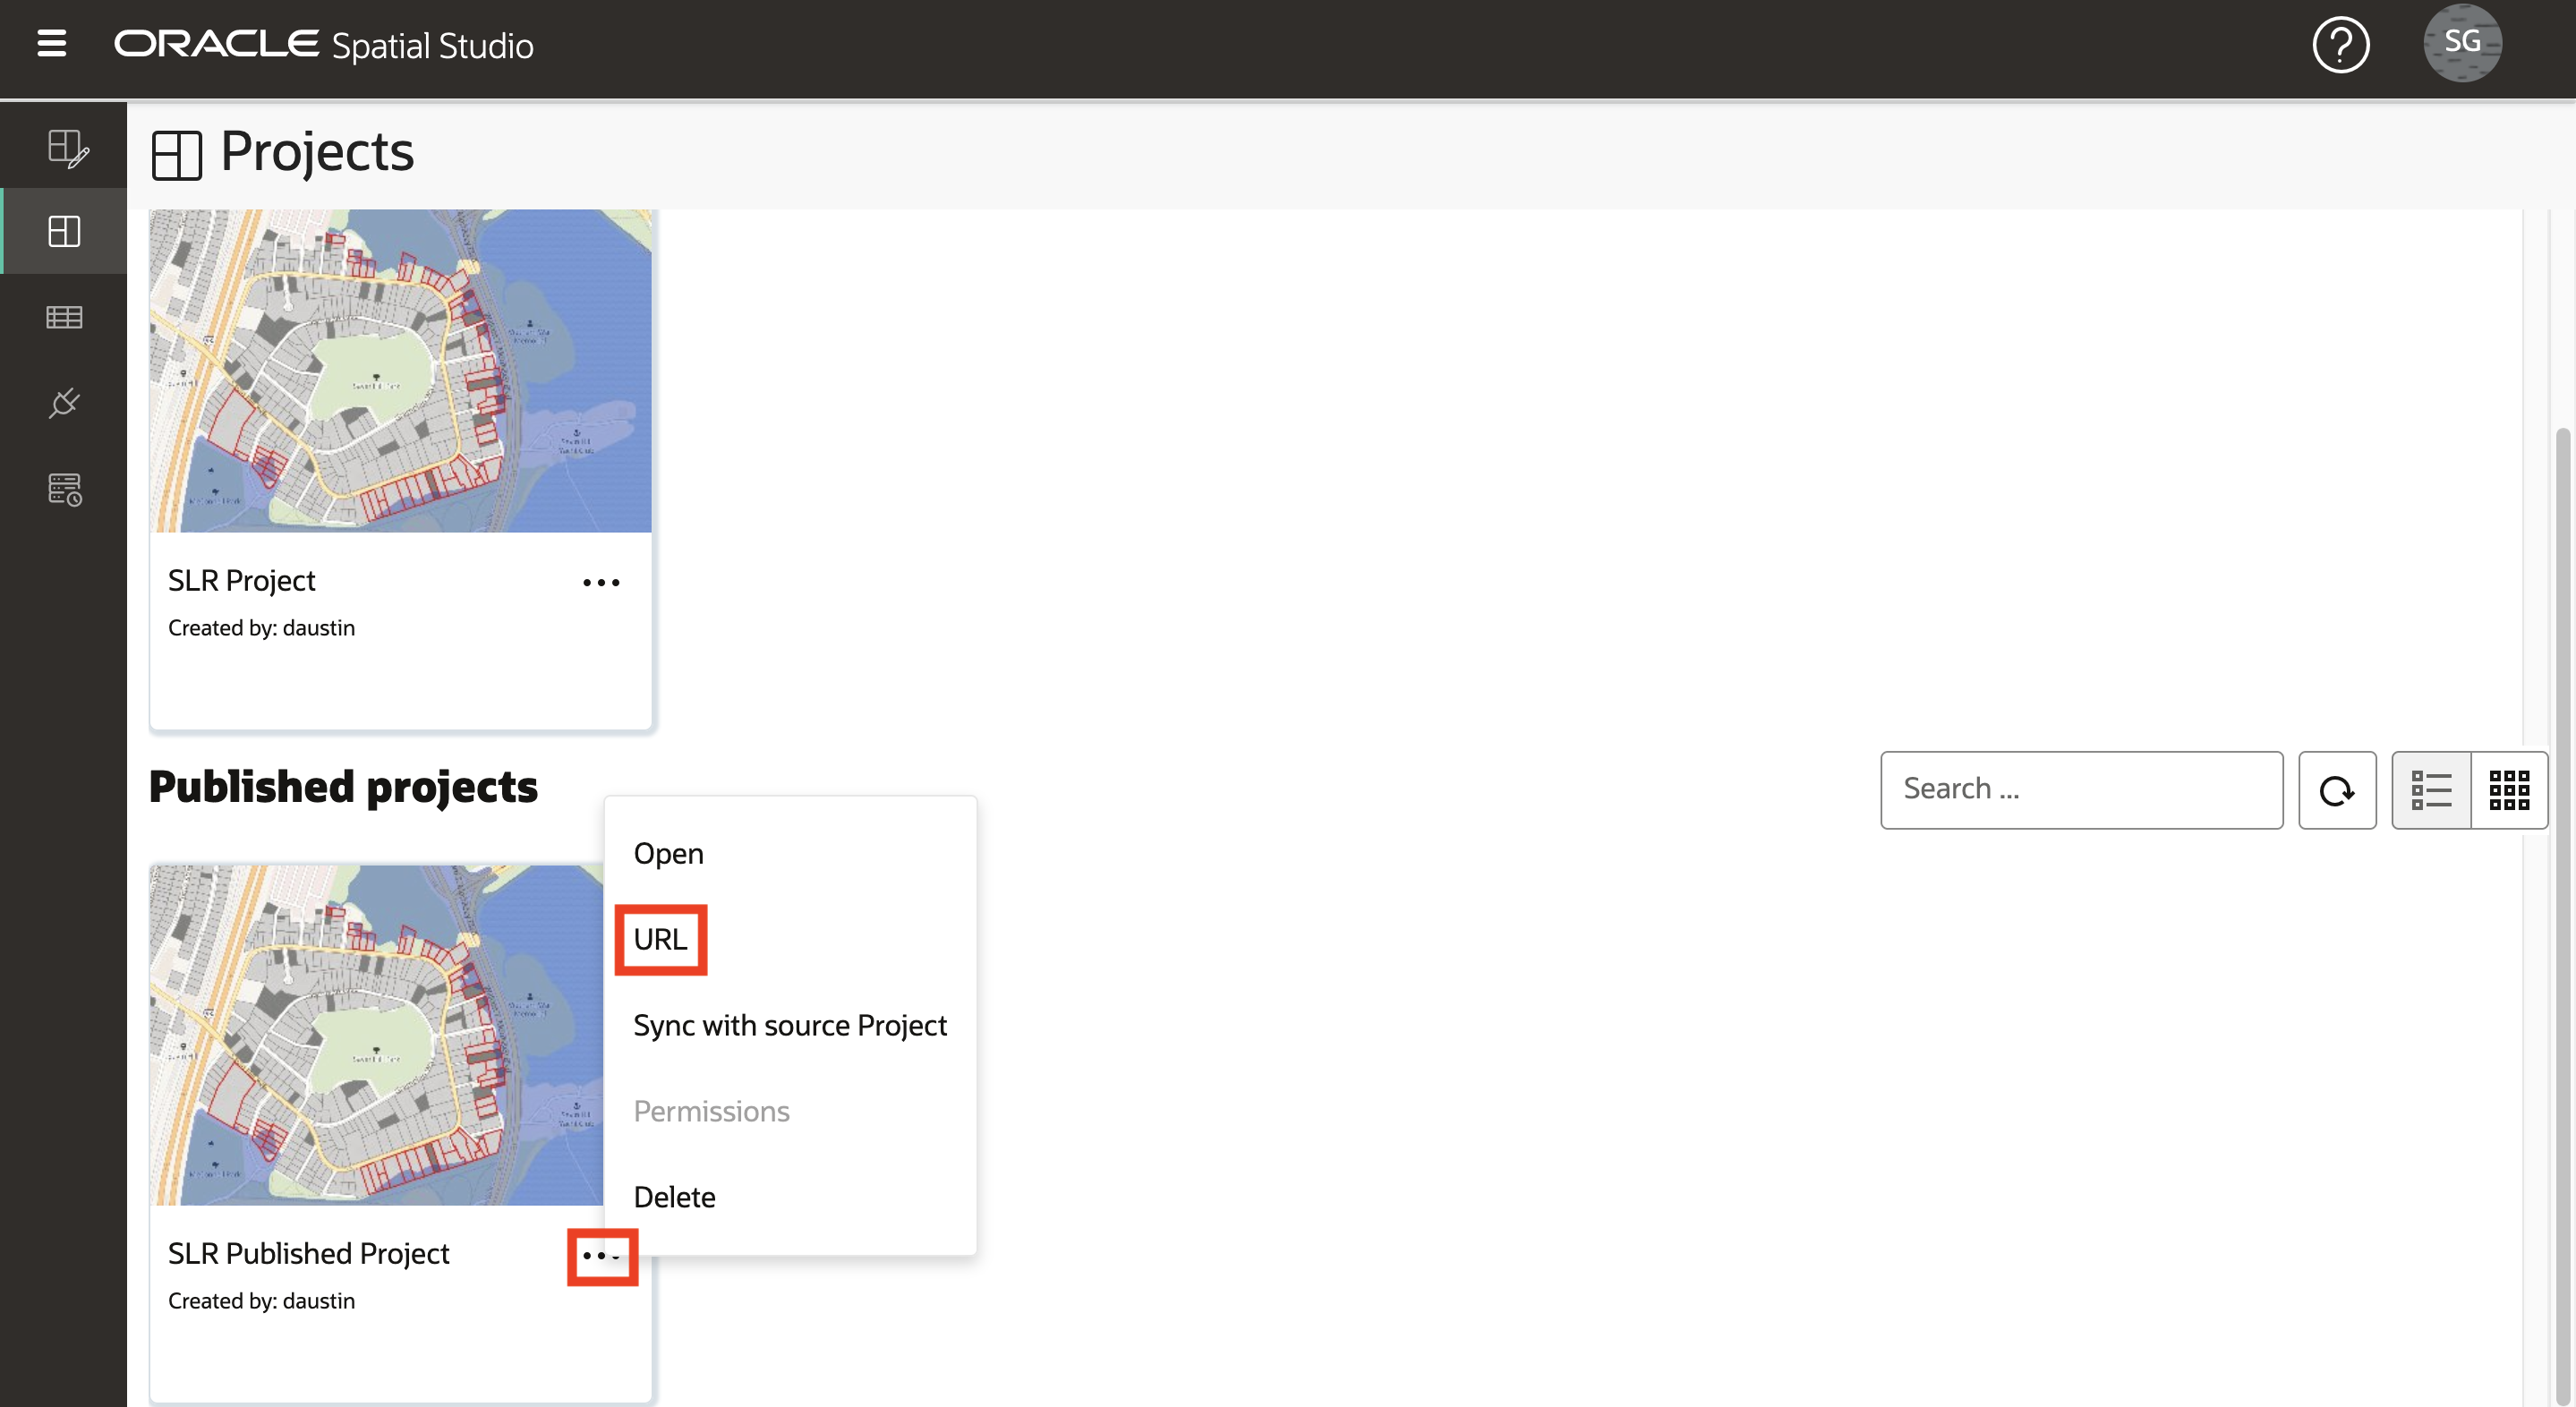 ORACLE Spatial Studio
SG
Projects
SLR Project
Created by: daustin
Published projects
Search ...
Open
URL
Sync with source Project
Permissions
Delete
SLR Published Project
Created by: daustin